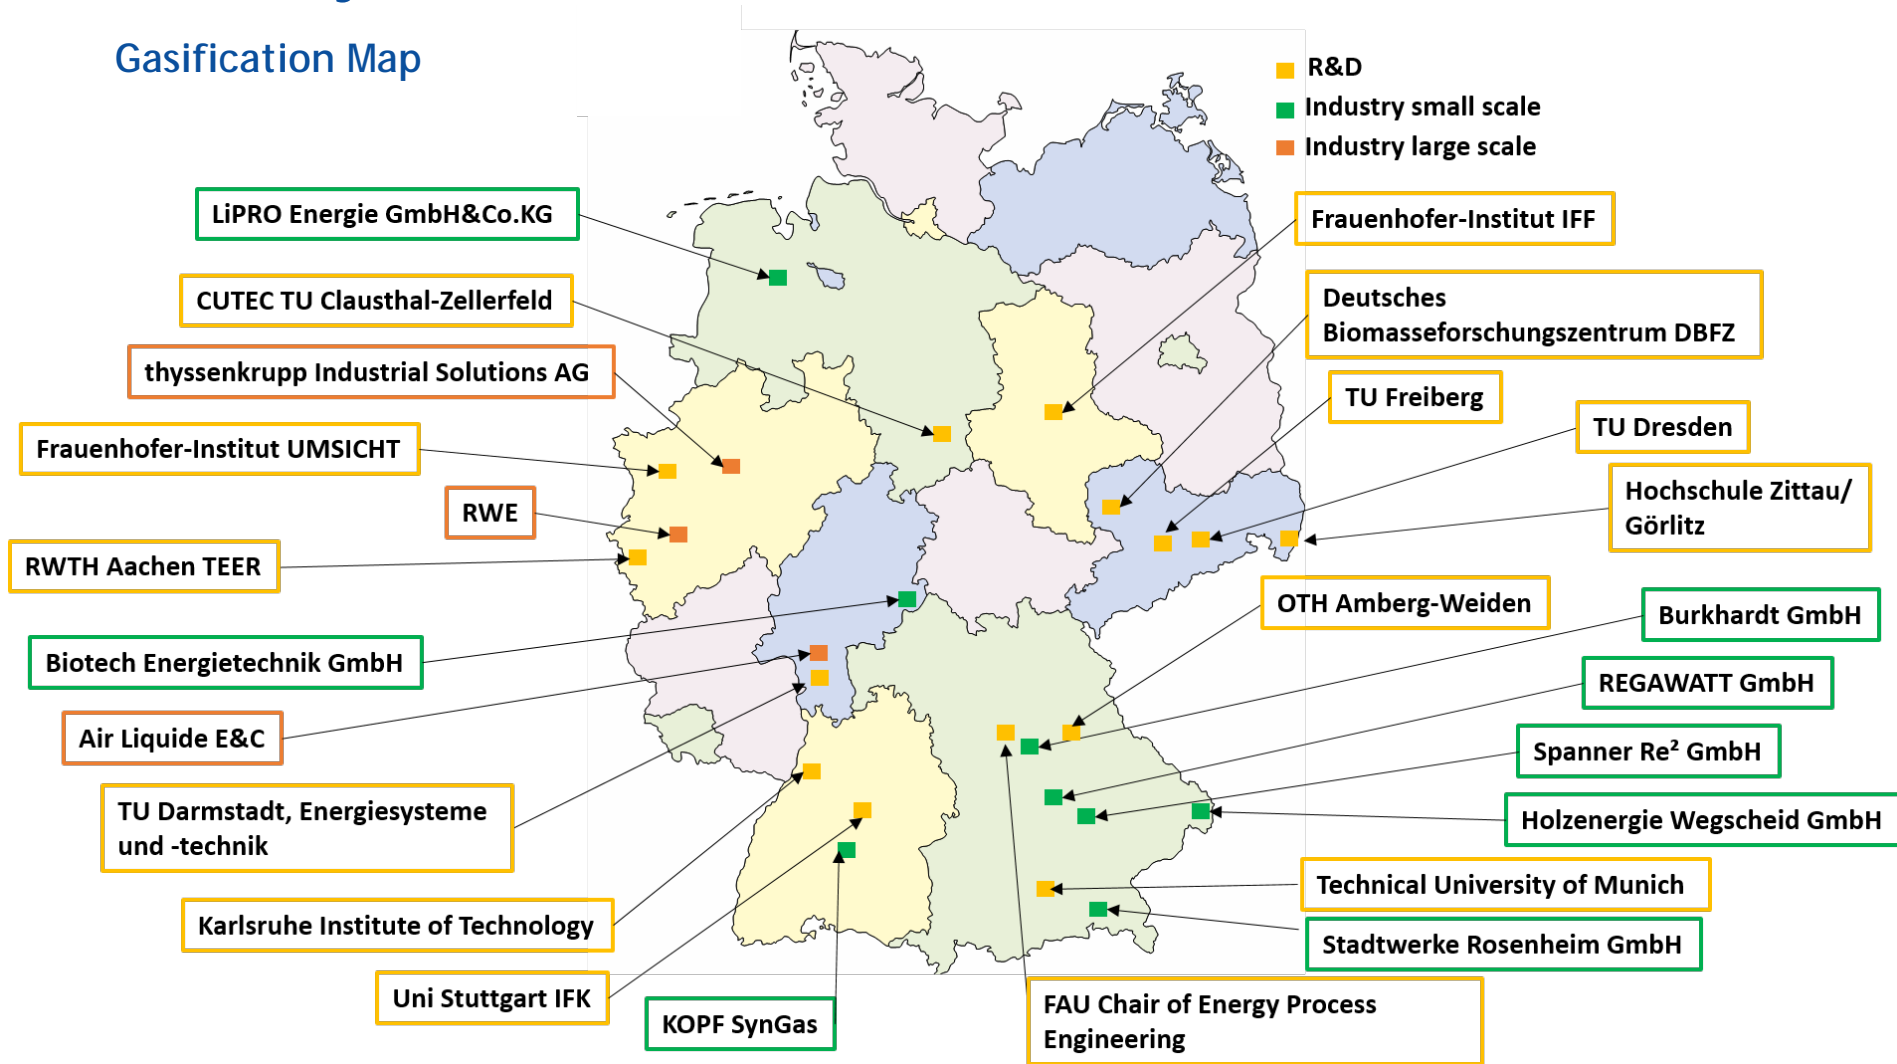 Gasification Map
R&D
Industry small scale
Industry large scale
LiPRO Energie GmbH&Co.KG
CUTEC TU Clausthal-Zellerfeld
thyssenkrupp Industrial Solutions AG
Frauenhofer-Institut UMSICHT
RWE
RWTH Aachen TEER
Biotech Energietechnik GmbH
Air Liquide E&C
TU Darmstadt, Energiesysteme
und -technik
Karlsruhe Institute of Technology
Uni Stuttgart IFK
KOPF SynGas
Frauenhofer-Institut IFF
Deutsches
Biomasseforschungszentrum DBFZ
TU Freiberg
TU Dresden
Hochschule Zittau/
Görlitz
OTH Amberg-Weiden
Burkhardt GmbH
REGAWATT GmbH
Spanner Re² GmbH
Holzenergie Wegscheid GmbH
Technical University of Munich
Stadtwerke Rosenheim GmbH
FAU Chair of Energy Process
Engineering